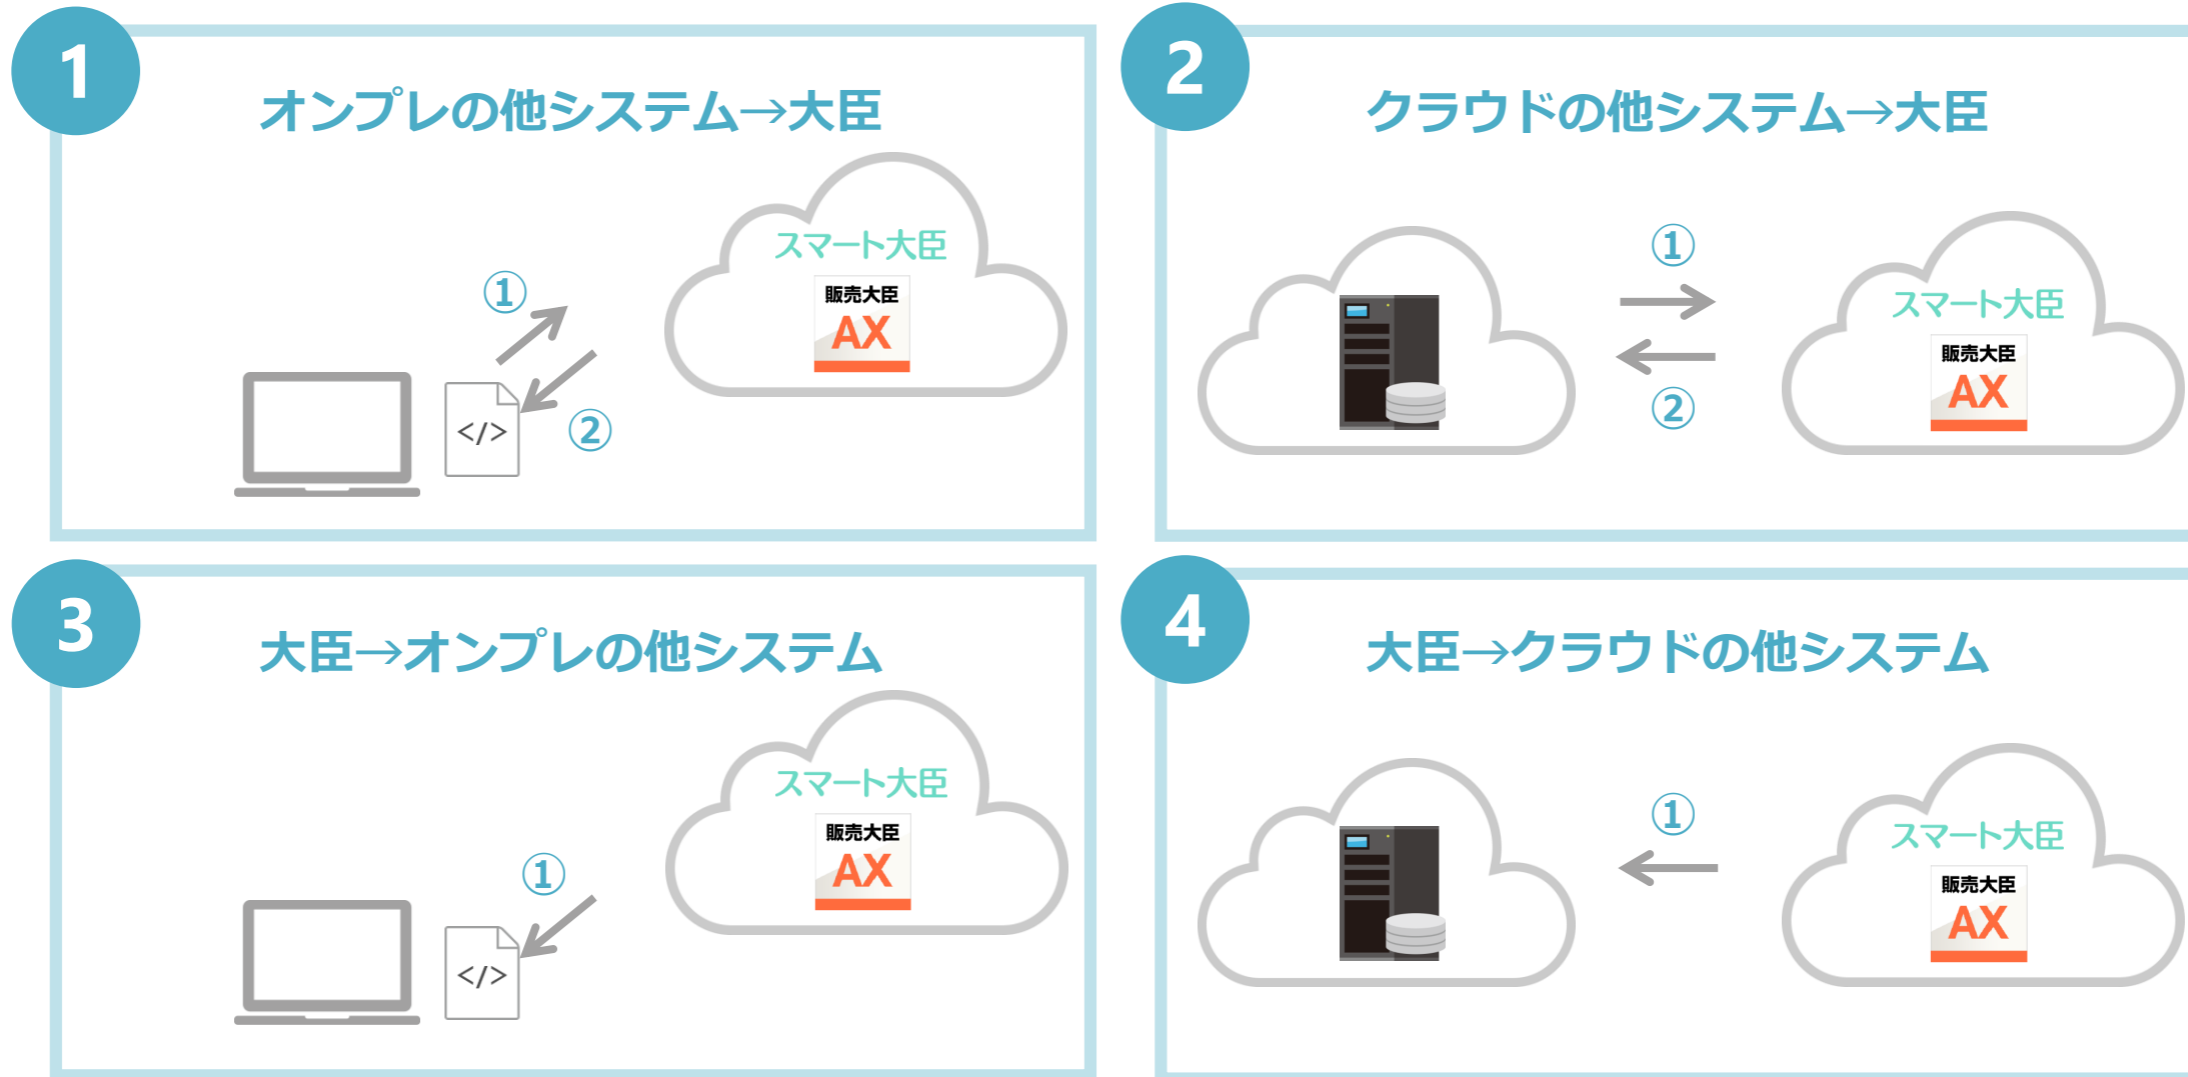 1
オンプレの他システム→大臣
スマート大臣
販売大臣
AX
①
②
</>
2
クラウドの他システム→大臣
①
②
スマート大臣
販売大臣
AX
3
大臣→オンプレの他システム
スマート大臣
販売大臣
AX
①
</>
4
大臣→クラウドの他システム
①
スマート大臣
販売大臣
AX